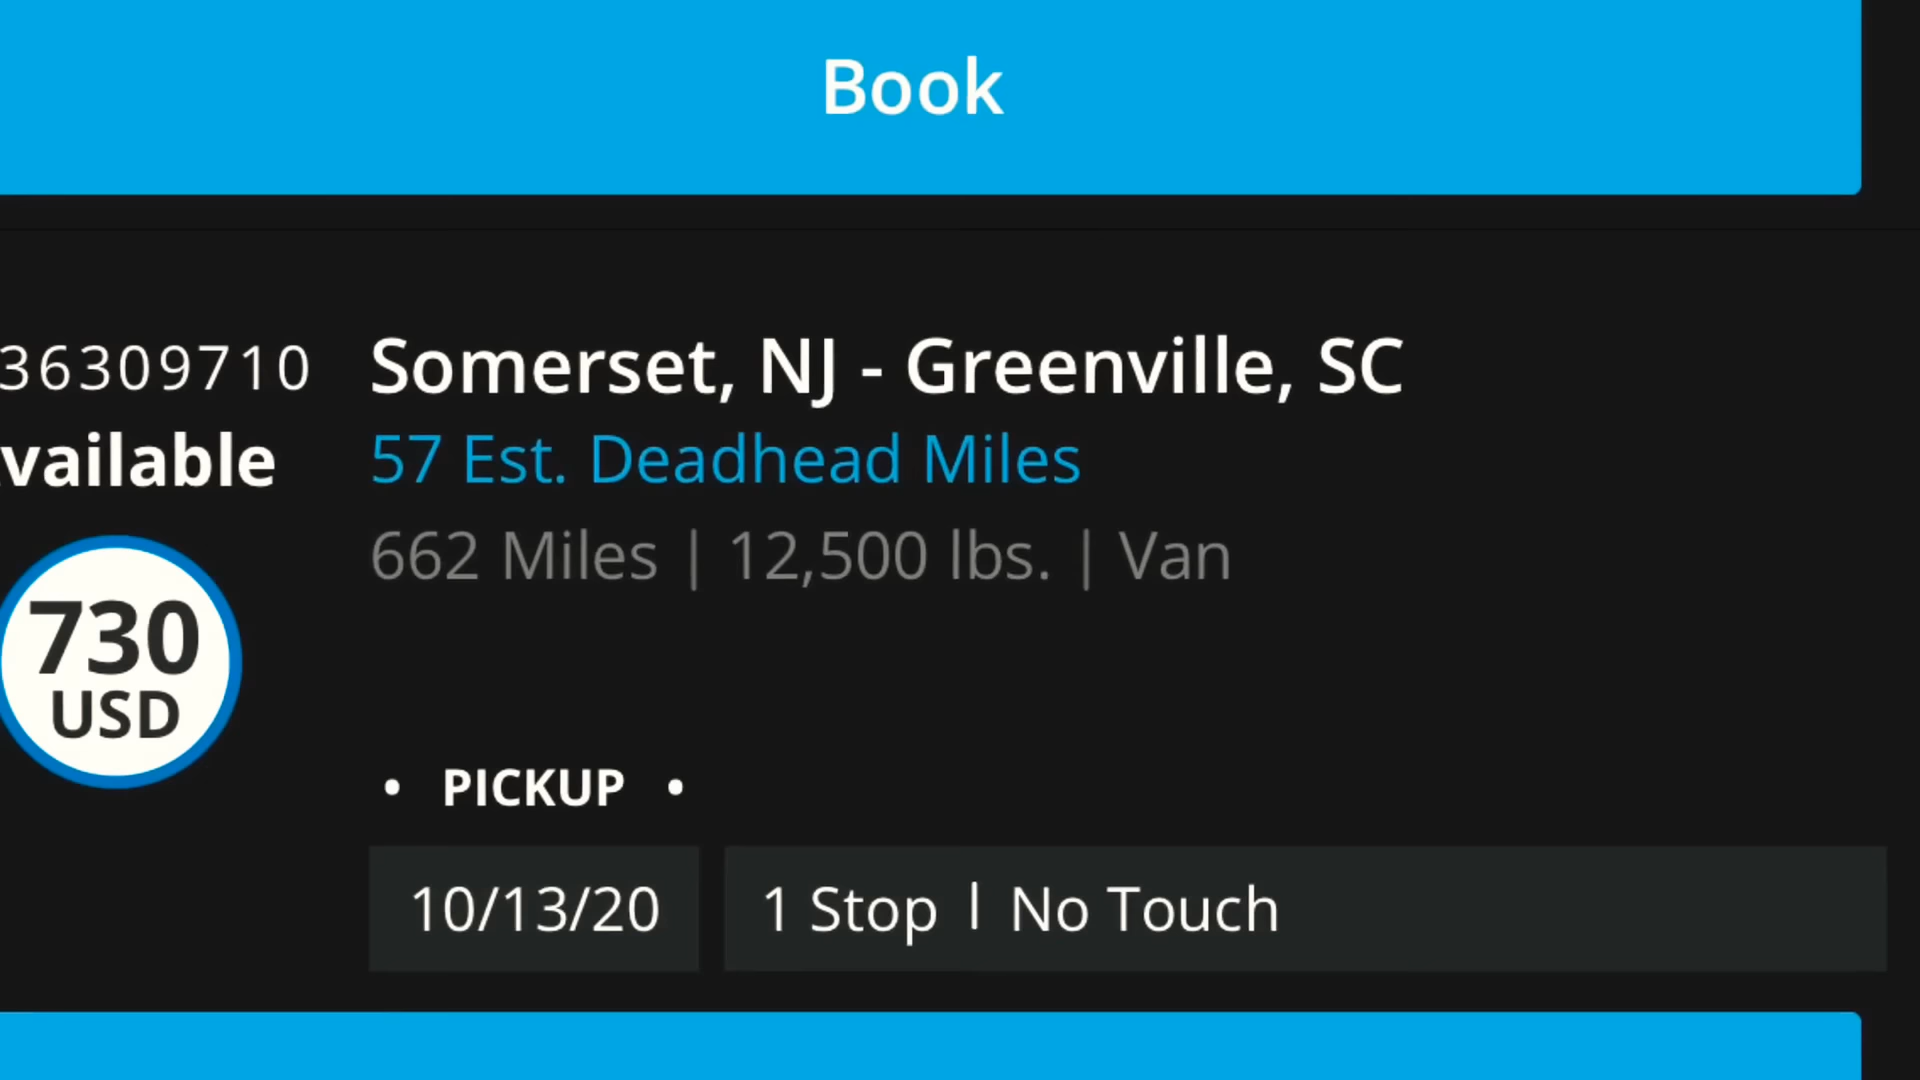 Book
36309710
Somerset, NJ - Greenville, SC
vailable
57 Est. Deadhead Miles
662 Miles | 12,500 lbs. | Van
730
USD
• PICKUP •
10/13/20
1 Stop | No Touch